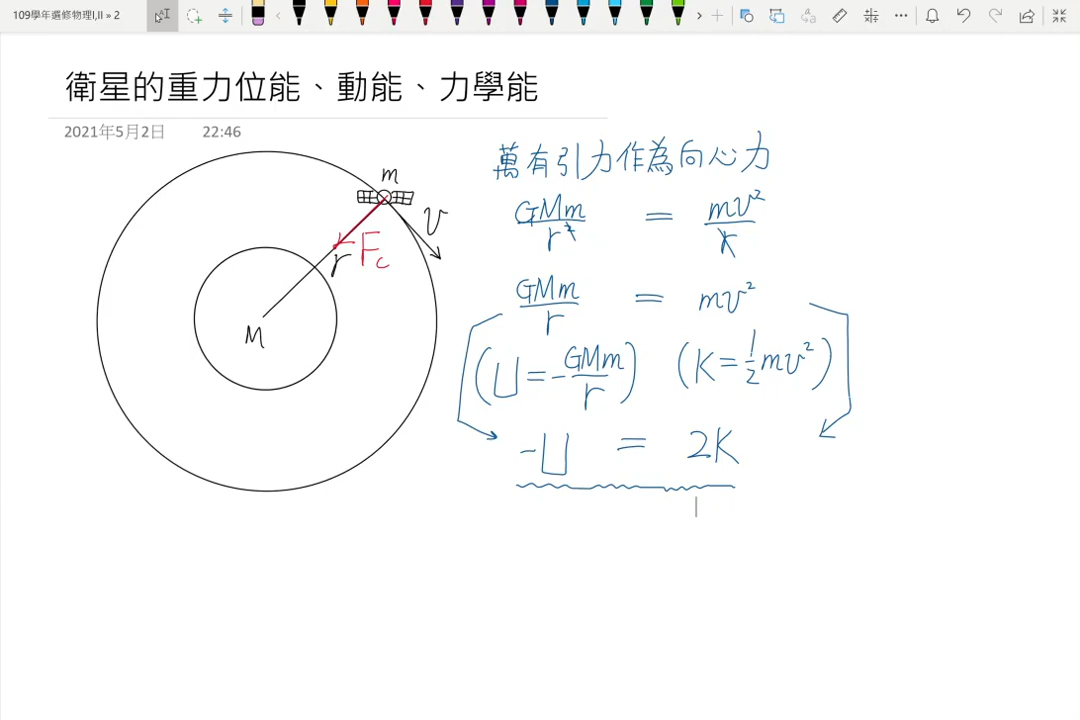 109學年選修物理I,II » 2
衛星的重力位能、動能、力學能
2021年5月2日 22:46
m
v
r
Fc
M
萬有引力作為向心力
GMm/r² = mv²/r
GMm/r = mv²
(U = -GMm/r) (K = 1/2 mv²)
-U = 2K